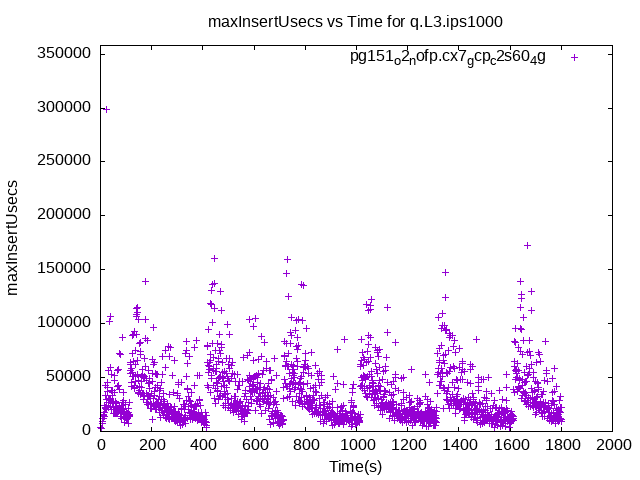 maxInsertUsecs vs Time for q.L3.ips1000
pg151_o2_nofp.cx7_gcp_c2s60_4g
350000
300000
250000
200000
150000
100000
50000
0
maxInsertUsecs
0 200 400 600 800 1000 1200 1400 1600 1800 2000
Time(s)